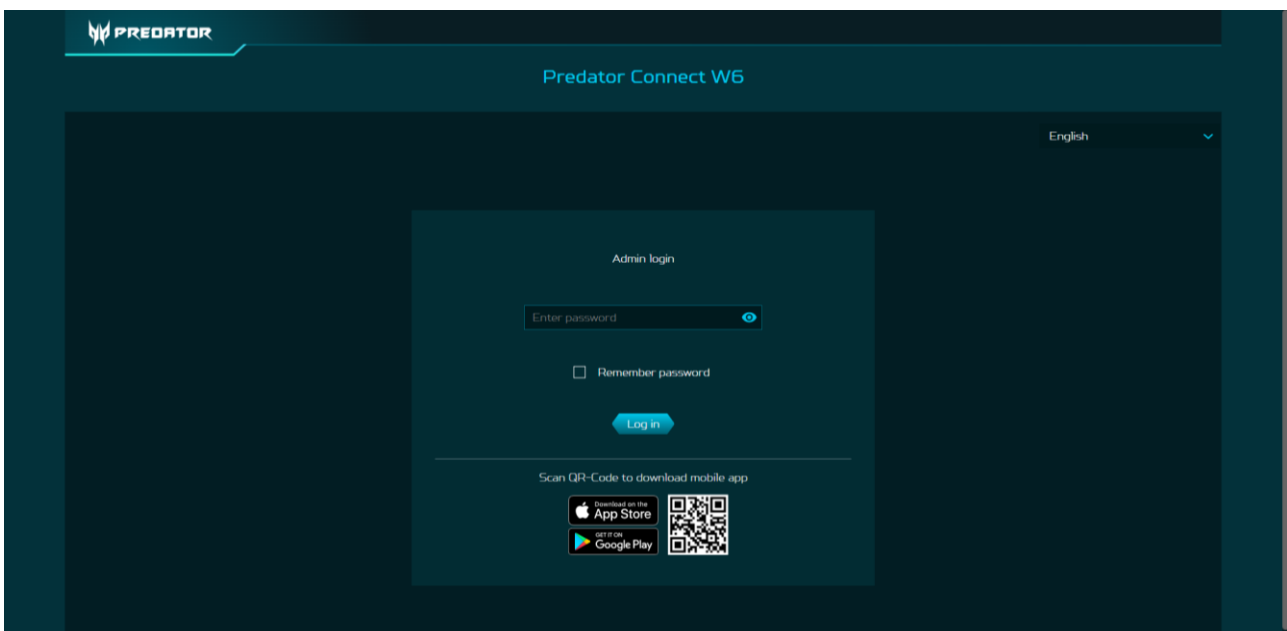 PREDATOR
Predator Connect W6
English
Admin login
Enter password
Remember password
Log in
Scan QR-Code to download mobile app
Download on the
App Store
GET IT ON
Google Play